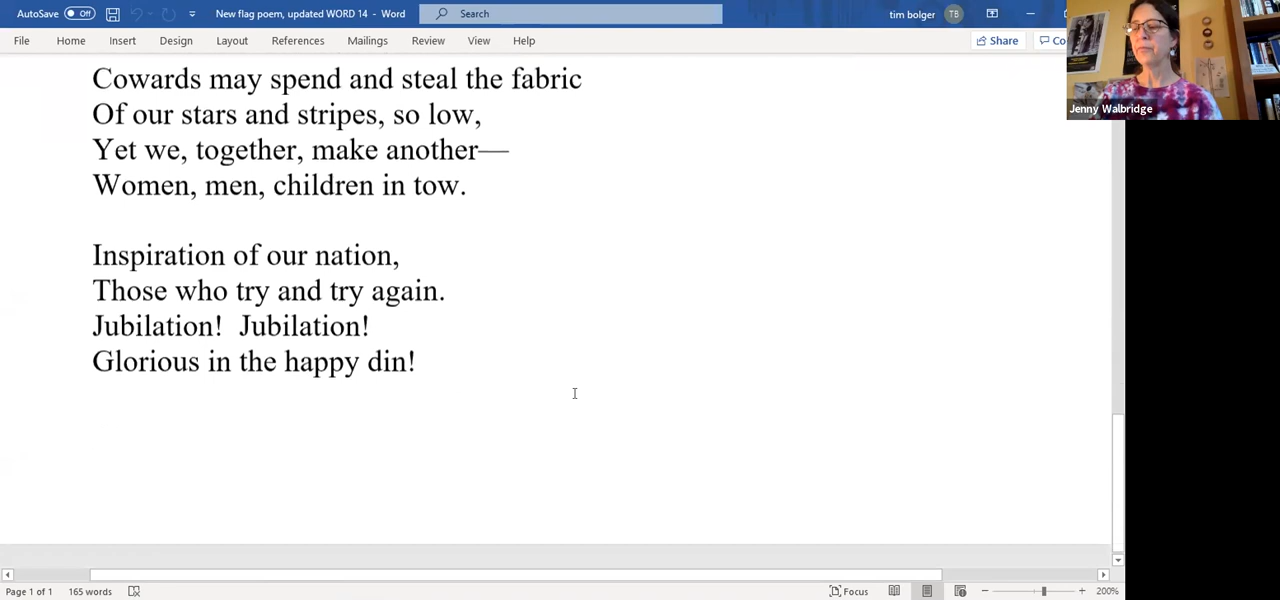 AutoSave Off New flag poem, updated WORD 14 - Word Search tim bolger TB
File Home Insert Design Layout References Mailings Review View Help Share Co
Jenny Walbridge
Cowards may spend and steal the fabric
Of our stars and stripes, so low,
Yet we, together, make another—
Women, men, children in tow.
Inspiration of our nation,
Those who try and try again.
Jubilation!  Jubilation!
Glorious in the happy din!
Page 1 of 1 165 words Focus 200%